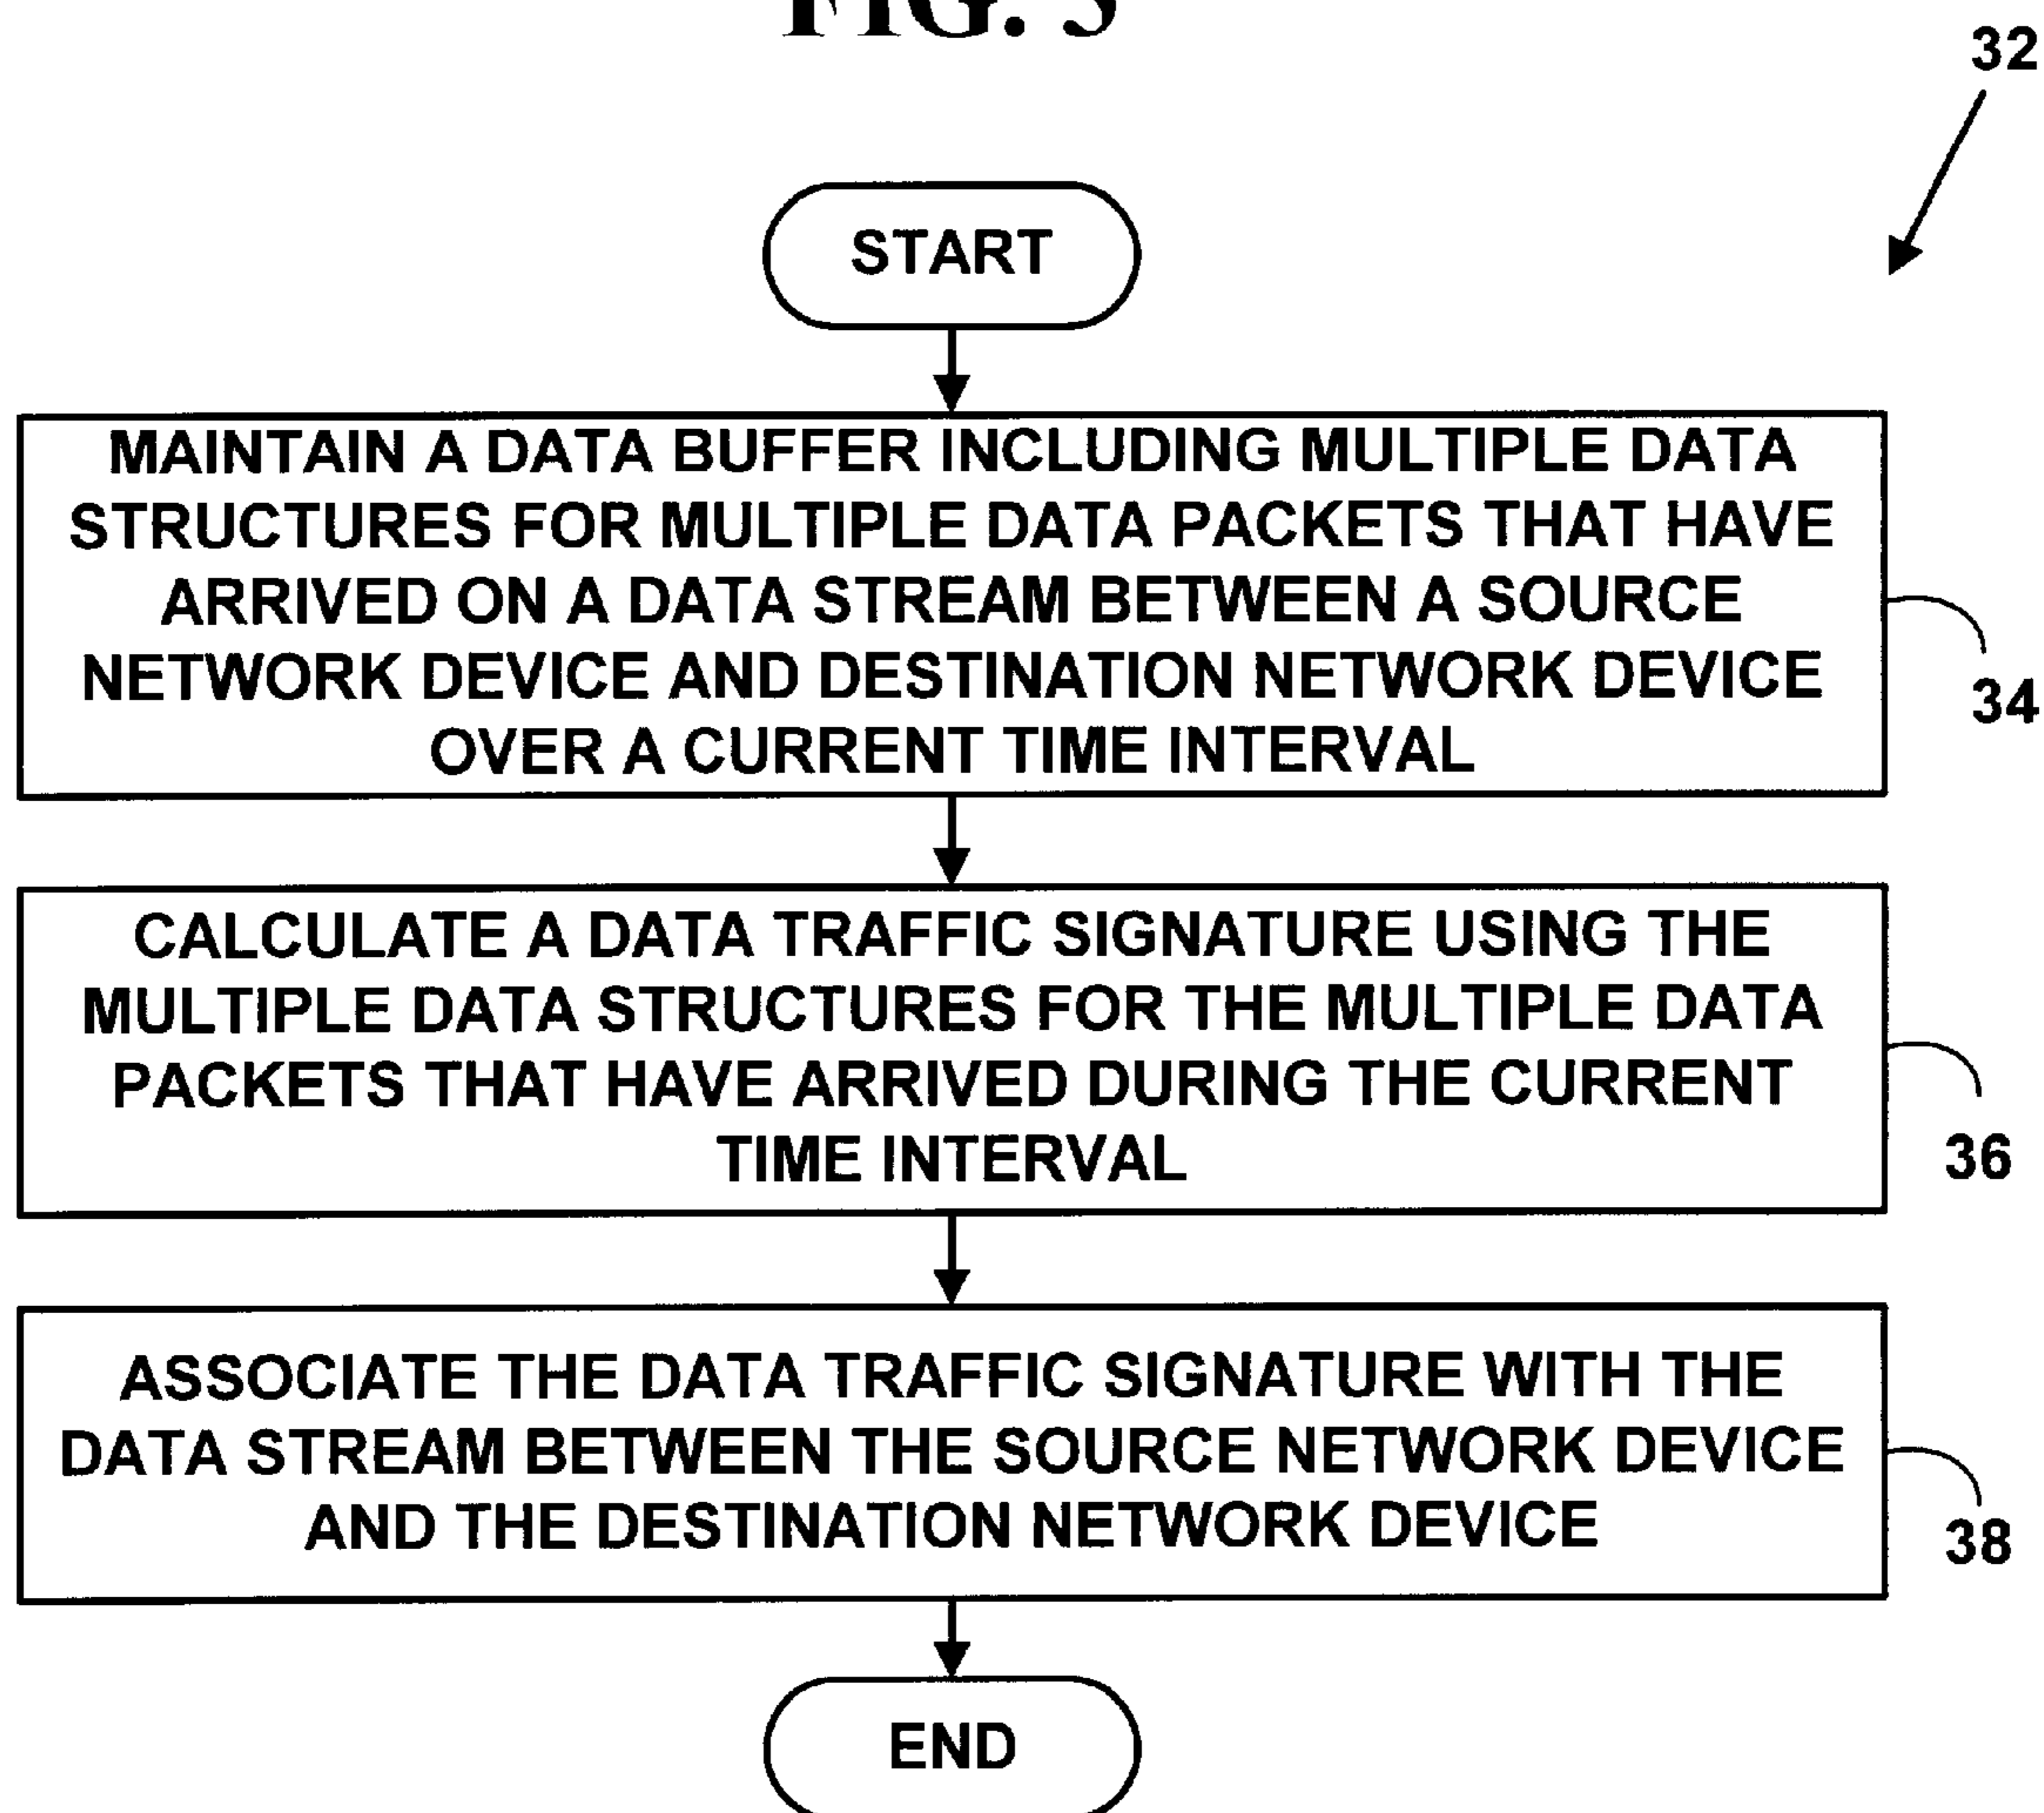 FIG.
32
START
MAINTAIN A DATA BUFFER INCLUDING MULTIPLE DATA
STRUCTURES FOR MULTIPLE DATA PACKETS THAT HAVE
ARRIVED ON A DATA STREAM BETWEEN A SOURCE
NETWORK DEVICE AND DESTINATION NETWORK DEVICE
OVER A CURRENT TIME INTERVAL
34
CALCULATE A DATA TRAFFIC SIGNATURE USING THE
MULTIPLE DATA STRUCTURES FOR THE MULTIPLE DATA
PACKETS THAT HAVE ARRIVED DURING THE CURRENT
TIME INTERVAL
36
ASSOCIATE THE DATA TRAFFIC SIGNATURE WITH THE
DATA STREAM BETWEEN THE SOURCE NETWORK DEVICE
AND THE DESTINATION NETWORK DEVICE
38
END